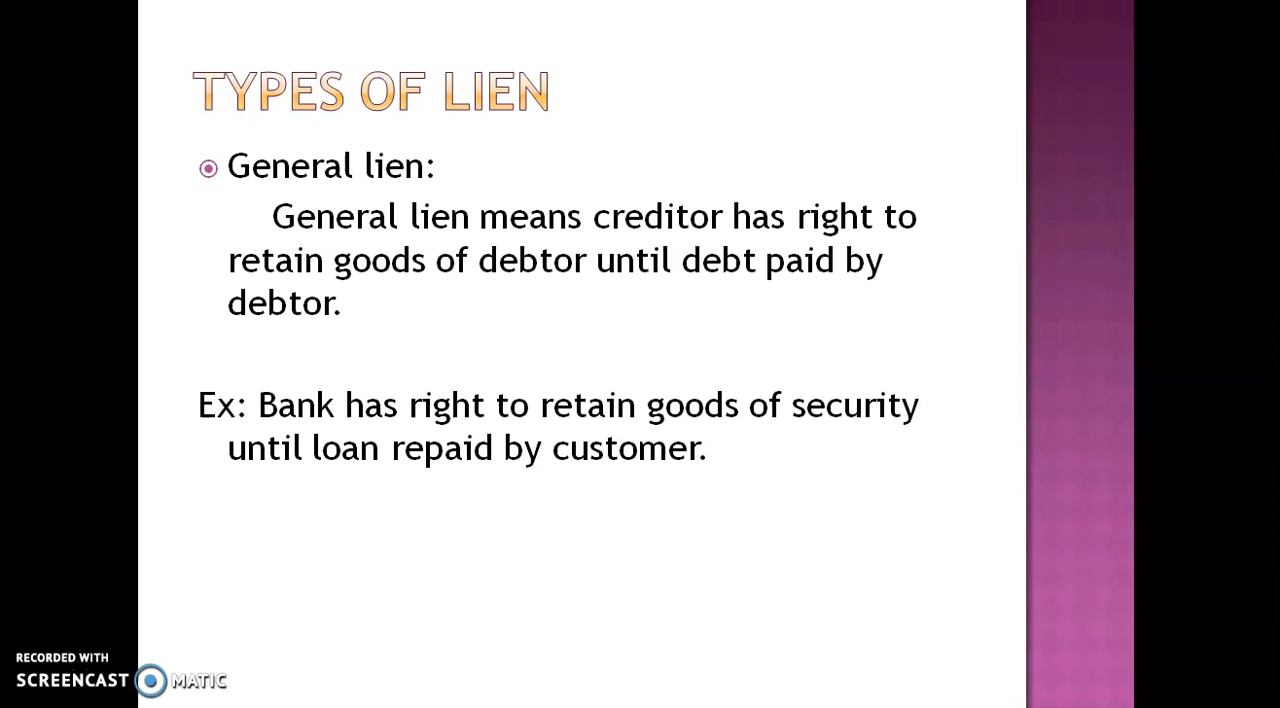 TYPES OF LIEN
General lien:
General lien means creditor has right to
retain goods of debtor until debt paid by
debtor.
Ex: Bank has right to retain goods of security
until loan repaid by customer.
RECORDED WITH
SCREENCAST MATIC